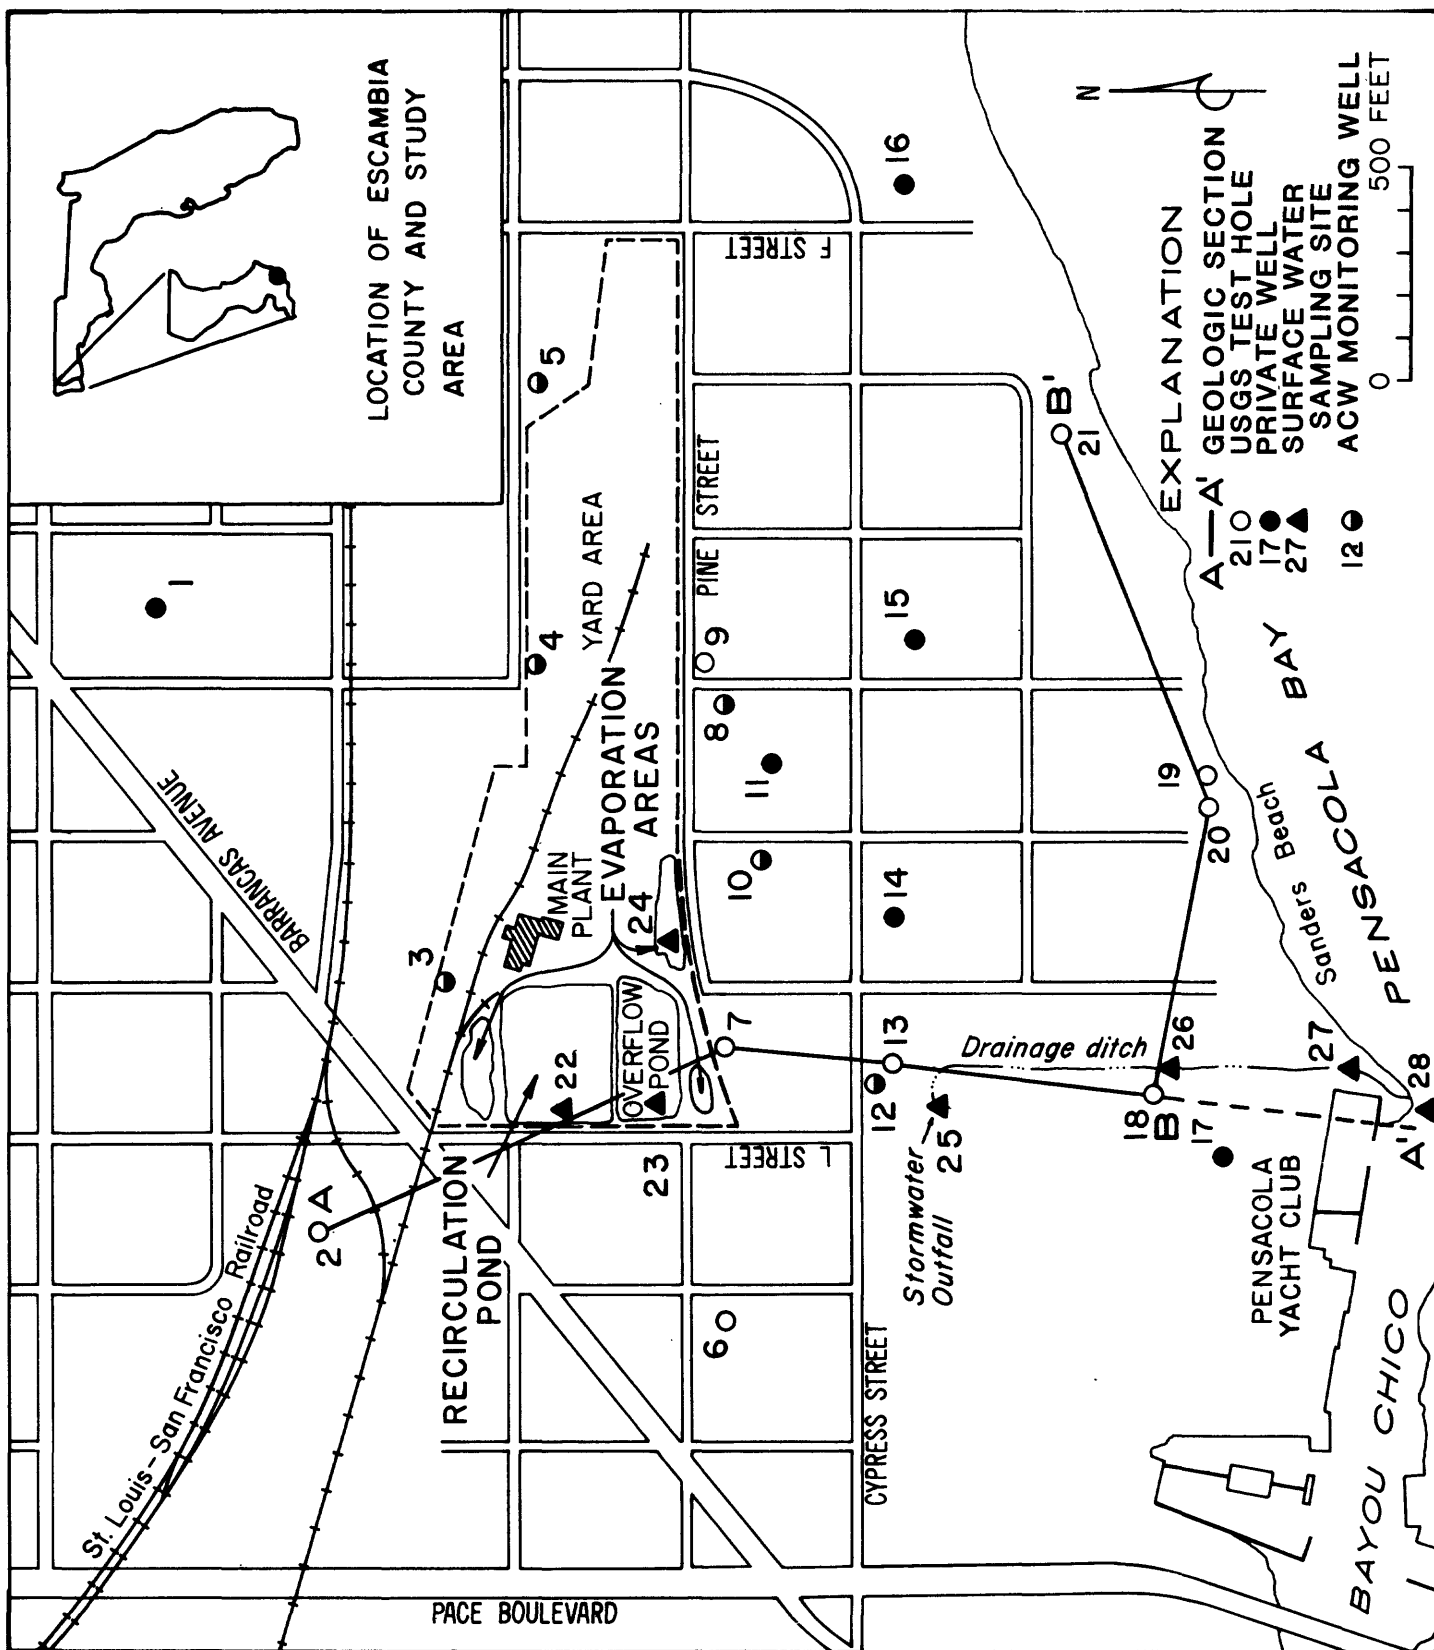 LOCATION OF ESCAMBIA
COUNTY AND STUDY
AREA
1
BARRANCAS AVENUE
St. Louis – San Francisco Railroad
2
A
3
4
5
YARD AREA
MAIN
PLANT
EVAPORATION
AREAS
24
RECIRCULATION
POND
22
OVERFLOW
POND
23
L STREET
F STREET
PINE STREET
6
7
8
9
10
11
12
13
14
15
16
CYPRESS STREET
PACE BOULEVARD
Stormwater
Outfall
25
Drainage ditch
26
18
B
17
20
19
21
B'
27
28
A''
PENSACOLA
YACHT CLUB
BAYOU CHICO
Sanders Beach
PENSACOLA BAY
N
EXPLANATION
A—A' GEOLOGIC SECTION
21 USGS TEST HOLE
17 PRIVATE WELL
27 SURFACE WATER
SAMPLING SITE
12 ACW MONITORING WELL
0 500 FEET